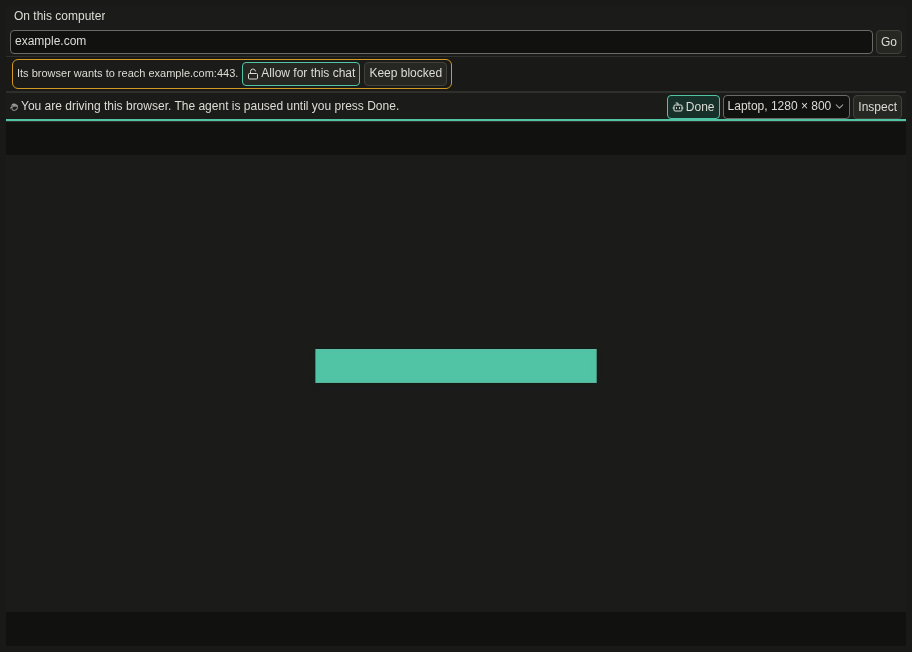 On this computer
example.com
Go
Its browser wants to reach example.com:443.
Allow for this chat
Keep blocked
You are driving this browser. The agent is paused until you press Done.
Done
Laptop, 1280 × 800
Inspect